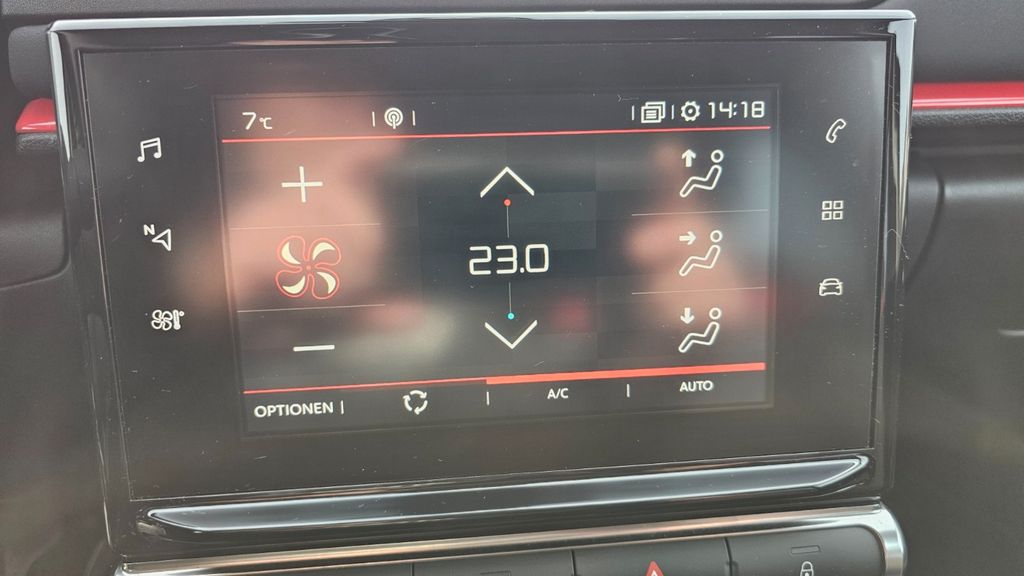 7°C 14:18
N
23.0
OPTIONEN A/C AUTO